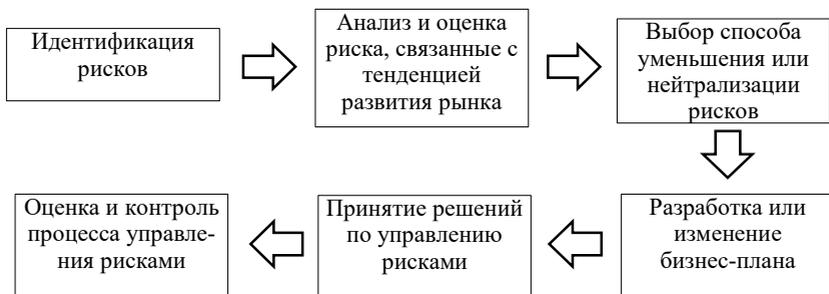 Идентификация
рисков
Анализ и оценка
риска, связанные с
тенденцией
развития рынка
Выбор способа
уменьшения или
нейтрализации
рисков
Разработка или
изменение
бизнес-плана
Принятие решений
по управлению
рисками
Оценка и контроль
процесса управле-
ния рисками